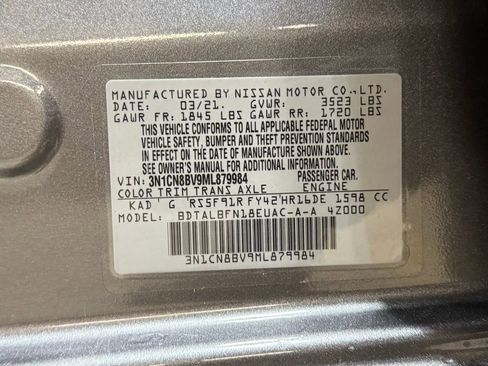 MANUFACTURED BY NISSAN MOTOR CO.,LTD.
DATE: 03/21. GVWR: 3523 LBS
GAWR FR: 1845 LBS GAWR RR: 1720 LBS
THIS VEHICLE CONFORMS TO ALL APPLICABLE FEDERAL MOTOR
VEHICLE SAFETY, BUMPER AND THEFT PREVENTION STANDARDS
IN EFFECT ON THE DATE OF MANUFACTURE SHOWN ABOVE.
SEE OWNER'S MANUAL FOR ADDITIONAL INFORMATION.
VIN: 3N1CN8BV9ML879984 PASSENGER CAR.
COLOR TRIM TRANS AXLE ENGINE
KAD G RS5F91R FY42 HR16DE 1598 CC
MODEL: BDTALBFN18EUAC-A-A 4Z000
3N1CN8BV9ML879984